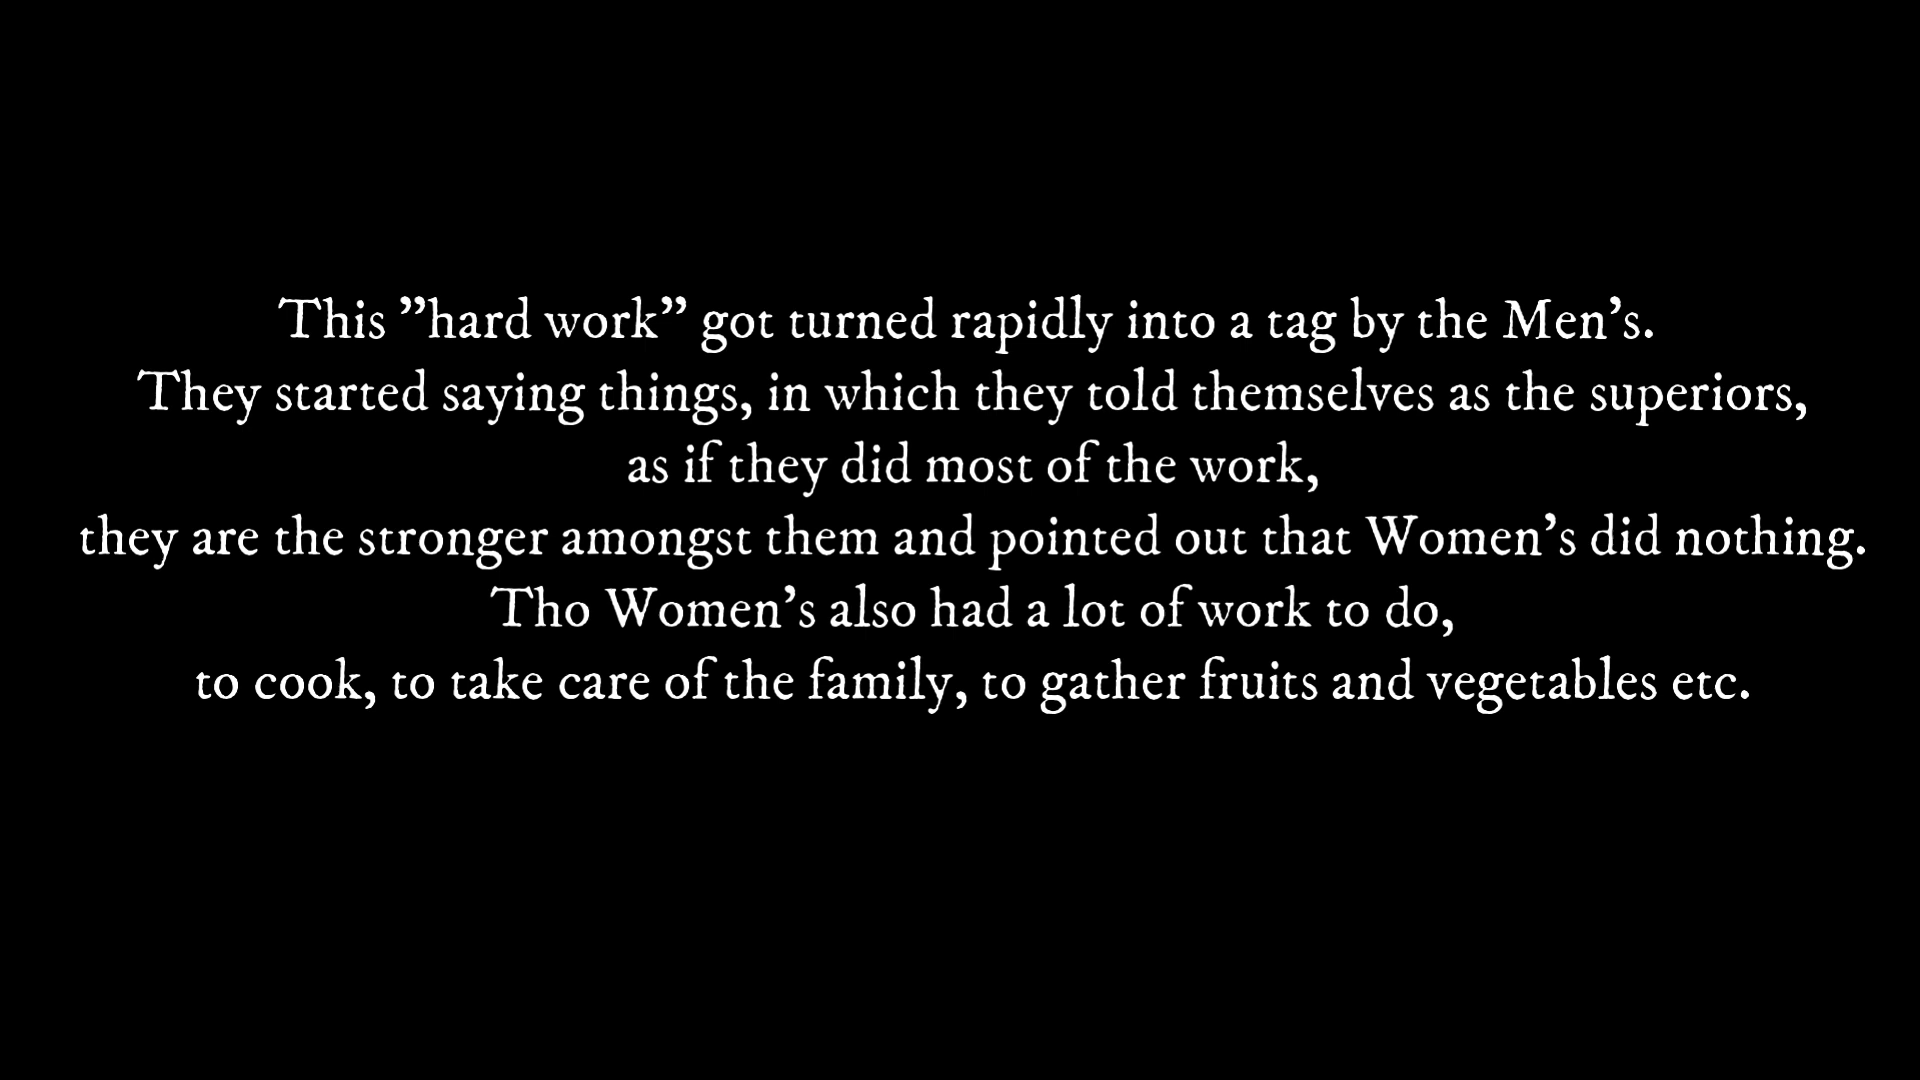 This ”hard work” got turned rapidly into a tag by the Men’s.
They started saying things, in which they told themselves as the superiors,
as if they did most of the work,
they are the stronger amongst them and pointed out that Women’s did nothing.
Tho Women’s also had a lot of work to do,
to cook, to take care of the family, to gather fruits and vegetables etc.